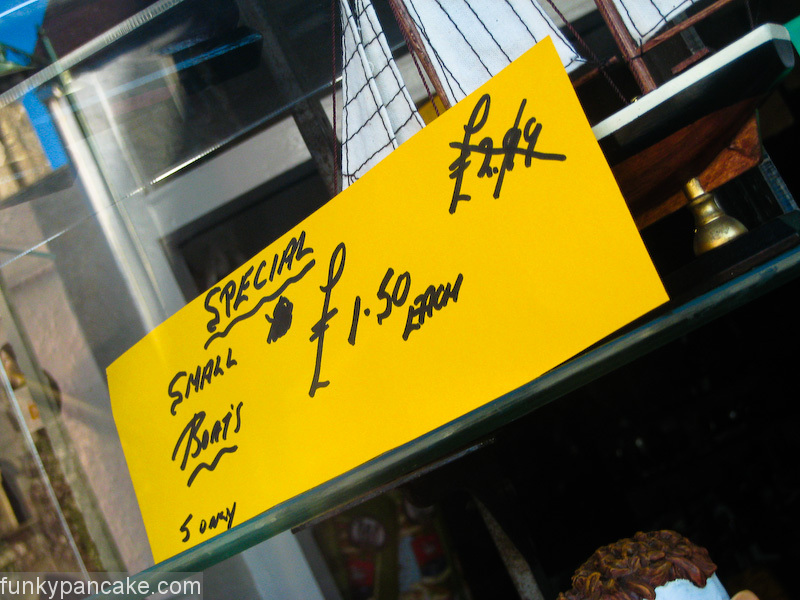 £2.99
SPECIAL
£1.50 EACH
SMALL
BOAT'S
5 ONLY
funkypancake.com